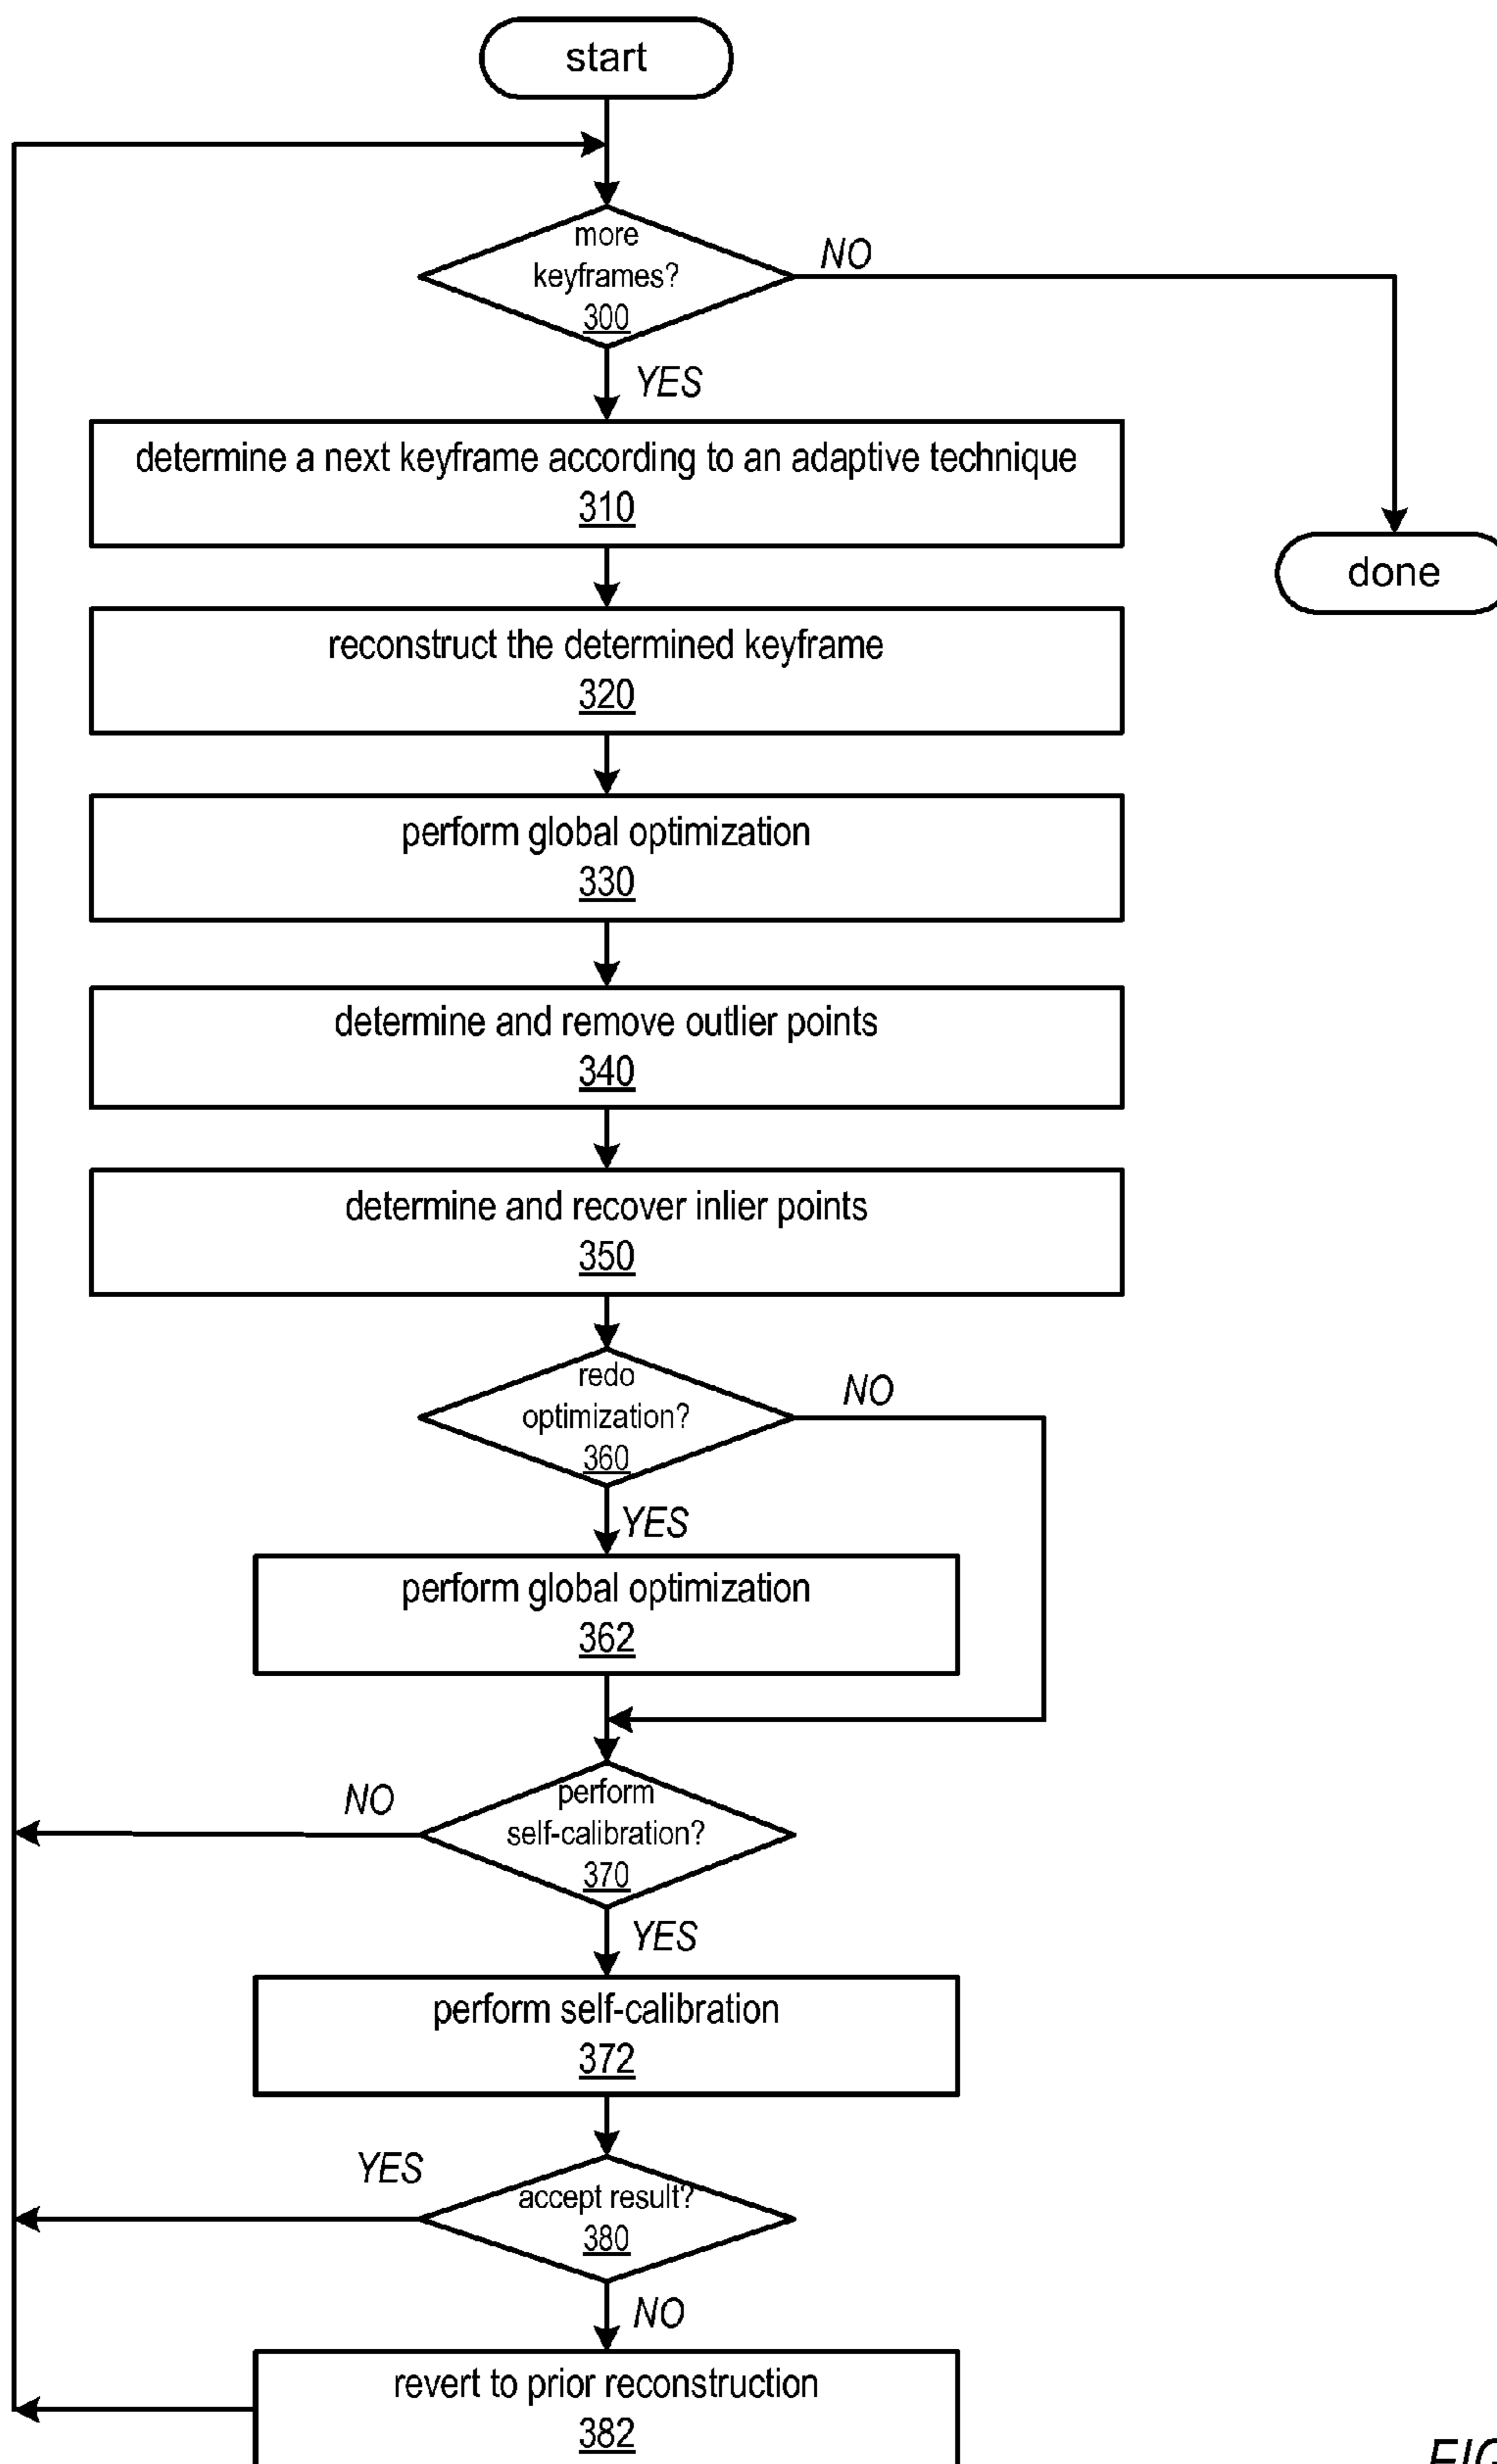 start
more
keyframes?
300
NO
YES
determine a next keyframe according to an adaptive technique
310
done
reconstruct the determined keyframe
320
perform global optimization
330
determine and remove outlier points
340
determine and recover inlier points
350
redo
optimization?
360
NO
YES
perform global optimization
362
NO
perform
self-calibration?
370
YES
perform self-calibration
372
YES
accept result?
380
NO
revert to prior reconstruction
382